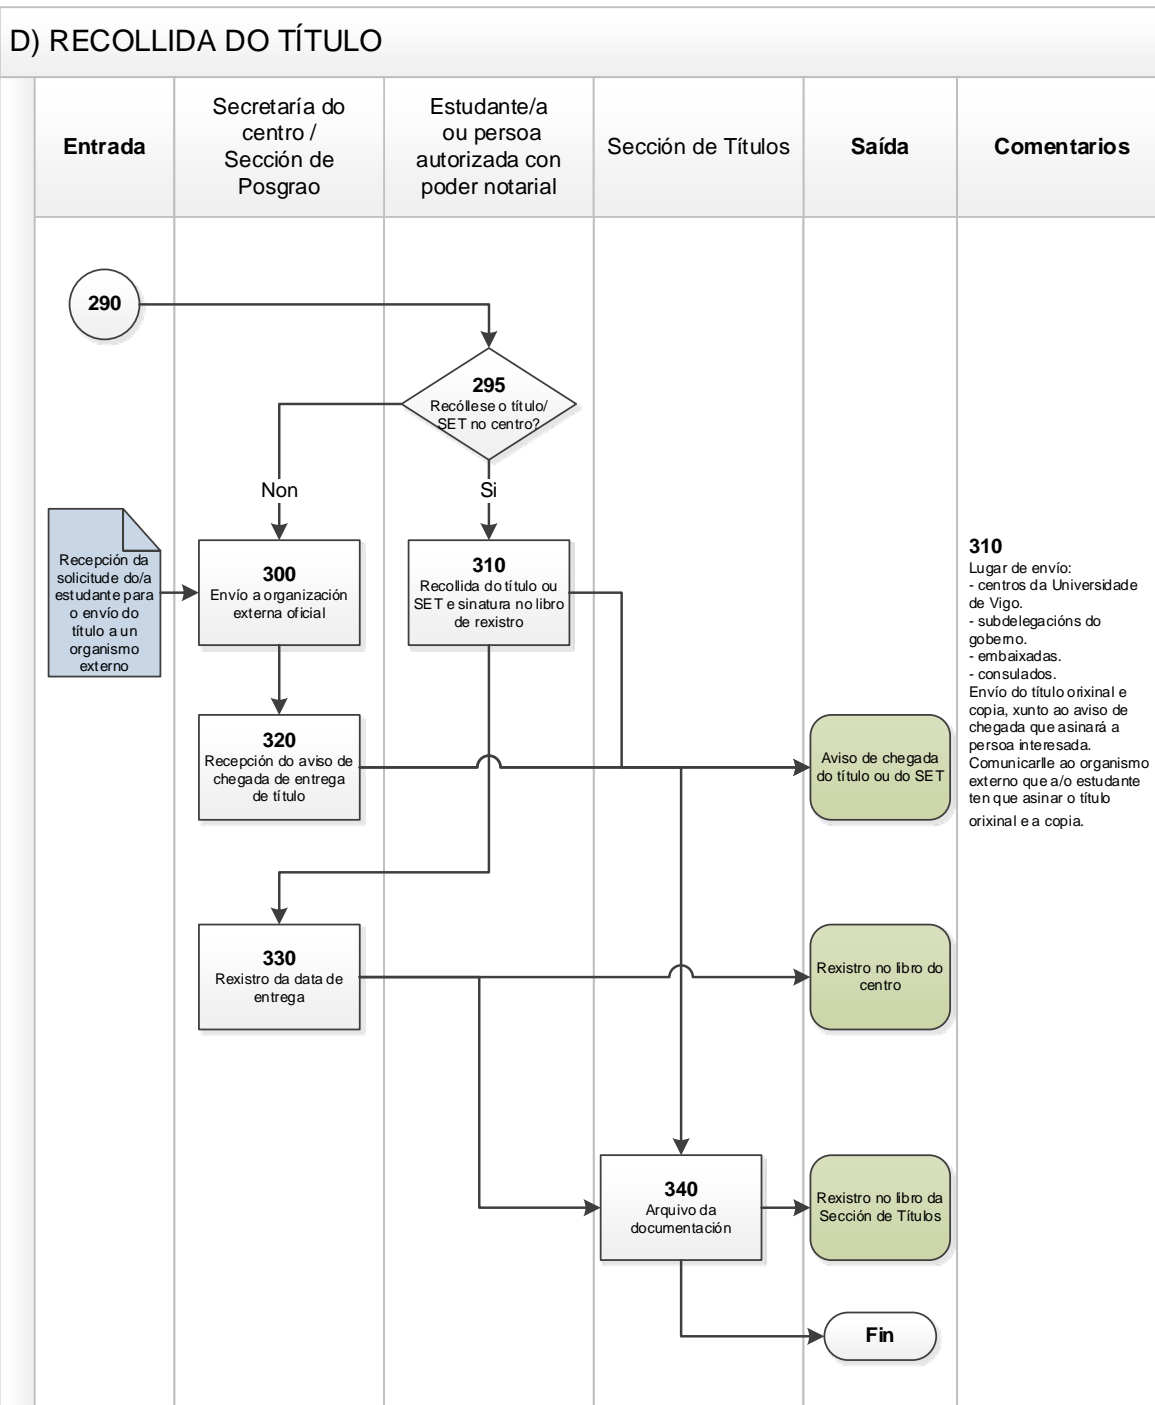 D) RECOLLIDA DO TÍTULO
Entrada
Secretaría do
centro /
Sección de
Posgrao
Estudante/a
ou persoa
autorizada con
poder notarial
Sección de Títulos
Saída
Comentarios
290
295
Recóllese o título/
SET no centro?
Non
Si
Recepción da
solicitude do/a
estudante para
o envío do
título a un
organismo
externo
300
Envío a organización
externa oficial
310
Recollida do título ou
SET e sinatura no libro
de rexistro
310
Lugar de envío:
- centros da Universidade
de Vigo.
- subdelegacións do
goberno.
- embaixadas.
- consulados.
Envío do título orixinal e
copia, xunto ao aviso de
chegada que asinará a
persoa interesada.
Comunicarlle ao organismo
externo que a/o estudante
ten que asinar o título
orixinal e a copia.
320
Recepción do aviso de
chegada de entrega
de título
Aviso de chegada
do título ou do SET
330
Rexistro da data de
entrega
Rexistro no libro do
centro
340
Arquivo da
documentación
Rexistro no libro da
Sección de Títulos
Fin